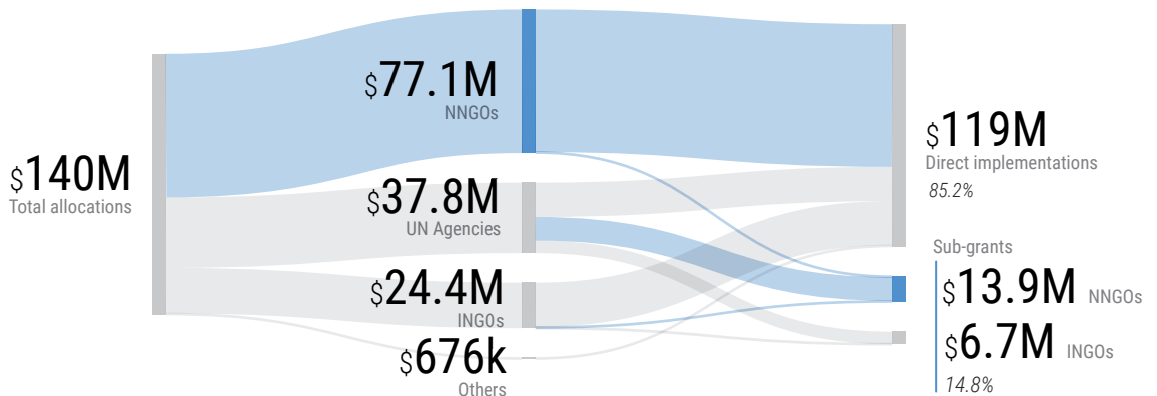 $140M
Total allocations
$77.1M
NNGOs
$37.8M
UN Agencies
$24.4M
INGOs
$676k
Others
$119M
Direct implementations
85.2%
Sub-grants
$13.9M NNGOs
$6.7M INGOs
14.8%